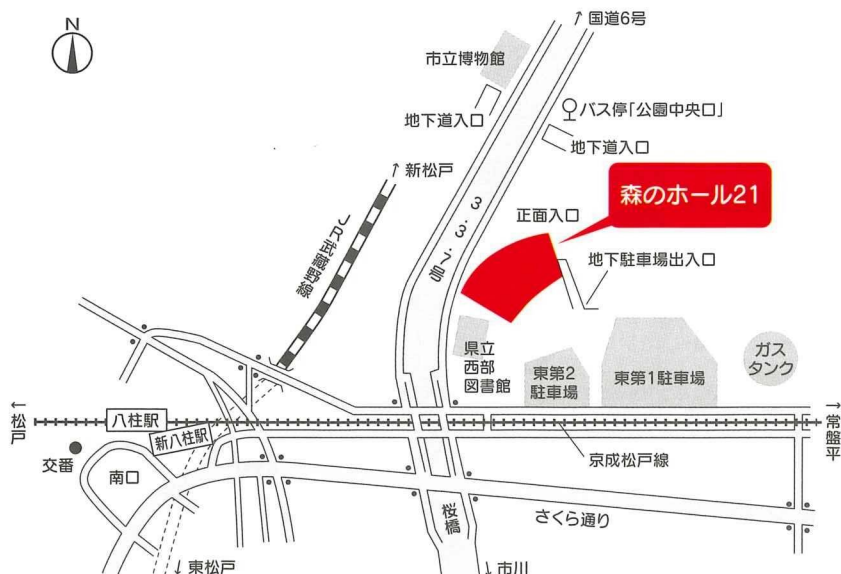 N
↑国道6号
市立博物館
地下道入口
バス停「公園中央口」
地下道入口
↑新松戸
森のホール21
正面入口
3・3・7号
地下駐車場出入口
JR武蔵野線
県立
西部
図書館
東第2
駐車場
東第1駐車場
ガス
タンク
←松戸
八柱駅
新八柱駅
→常盤平
交番
南口
京成松戸線
桜橋
さくら通り
↓東松戸
↓市川